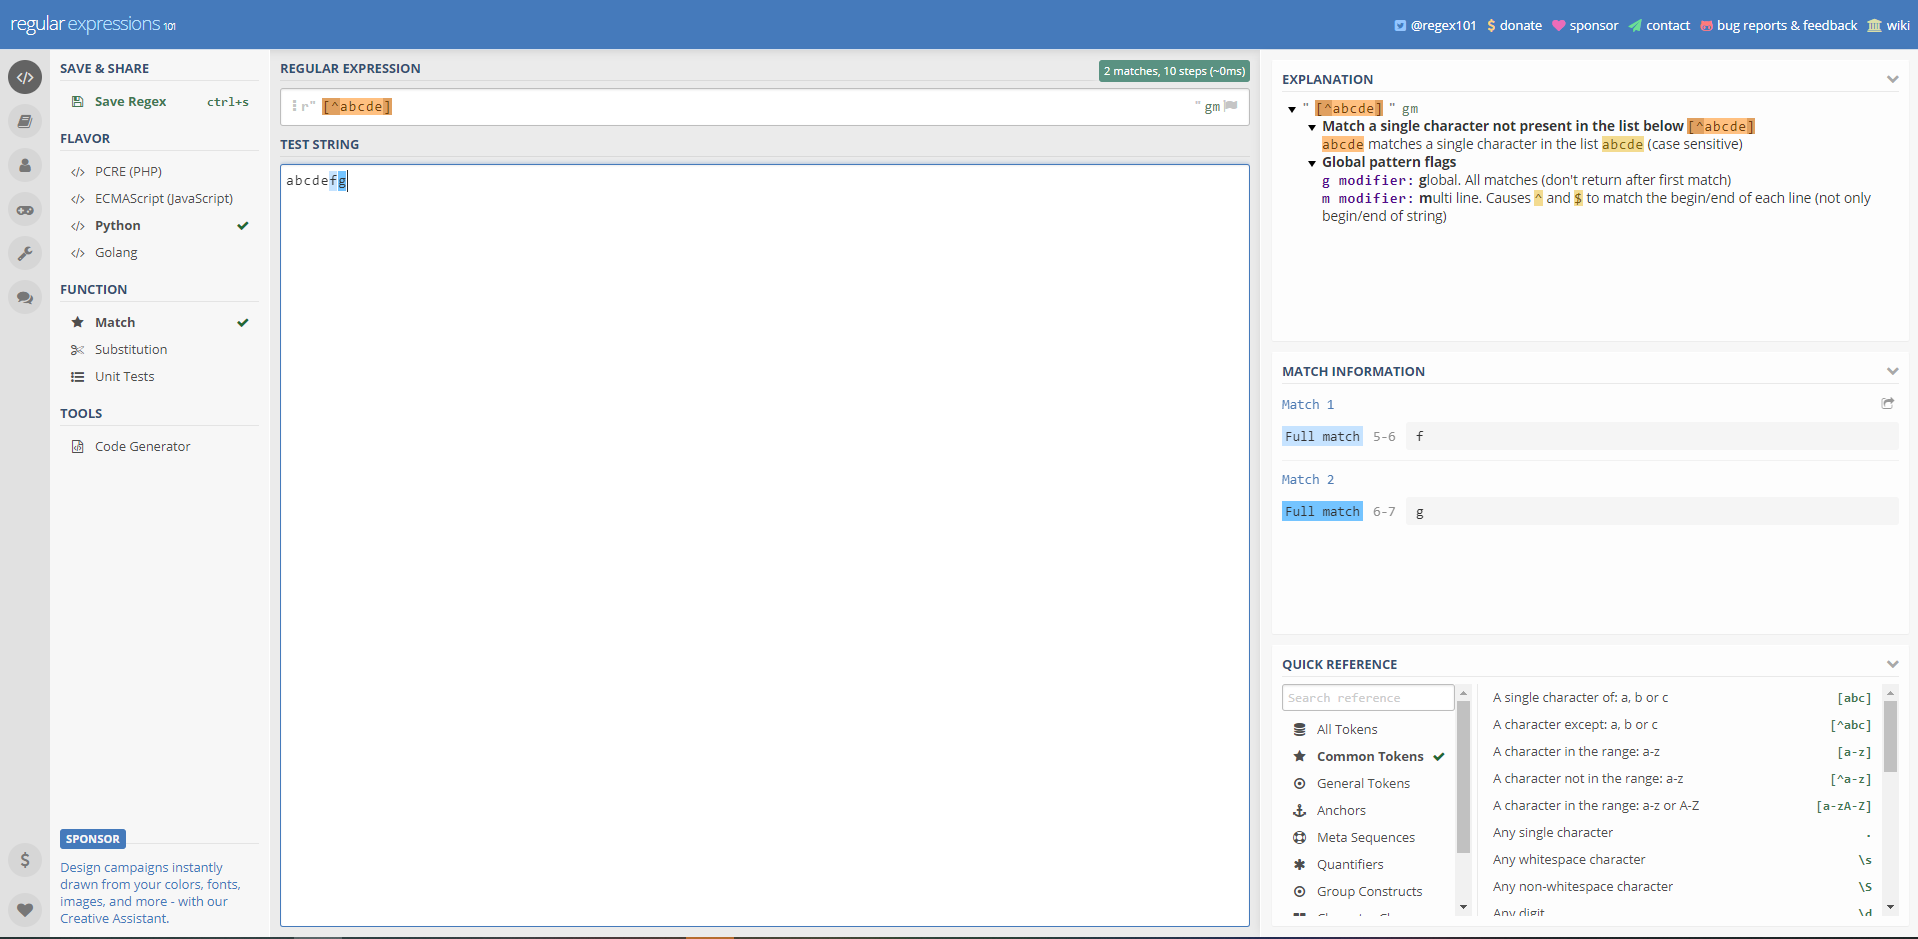 regular expressions 101
@regex101 donate sponsor contact bug reports & feedback wiki
SAVE & SHARE
Save Regex ctrl+s
FLAVOR
PCRE (PHP)
ECMAScript (JavaScript)
Python
Golang
FUNCTION
Match
Substitution
Unit Tests
TOOLS
Code Generator
SPONSOR
Design campaigns instantly
drawn from your colors, fonts,
images, and more - with our
Creative Assistant.
REGULAR EXPRESSION
2 matches, 10 steps (~0ms)
r" [^abcde] " gm
TEST STRING
abcdefg
EXPLANATION
" [^abcde] " gm
Match a single character not present in the list below [^abcde]
abcde matches a single character in the list abcde (case sensitive)
Global pattern flags
g modifier: global. All matches (don't return after first match)
m modifier: multi line. Causes ^ and $ to match the begin/end of each line (not only
begin/end of string)
MATCH INFORMATION
Match 1
Full match 5-6 f
Match 2
Full match 6-7 g
QUICK REFERENCE
Search reference
All Tokens
Common Tokens
General Tokens
Anchors
Meta Sequences
Quantifiers
Group Constructs
A single character of: a, b or c [abc]
A character except: a, b or c [^abc]
A character in the range: a-z [a-z]
A character not in the range: a-z [^a-z]
A character in the range: a-z or A-Z [a-zA-Z]
Any single character .
Any whitespace character \s
Any non-whitespace character \S
Any digit \d